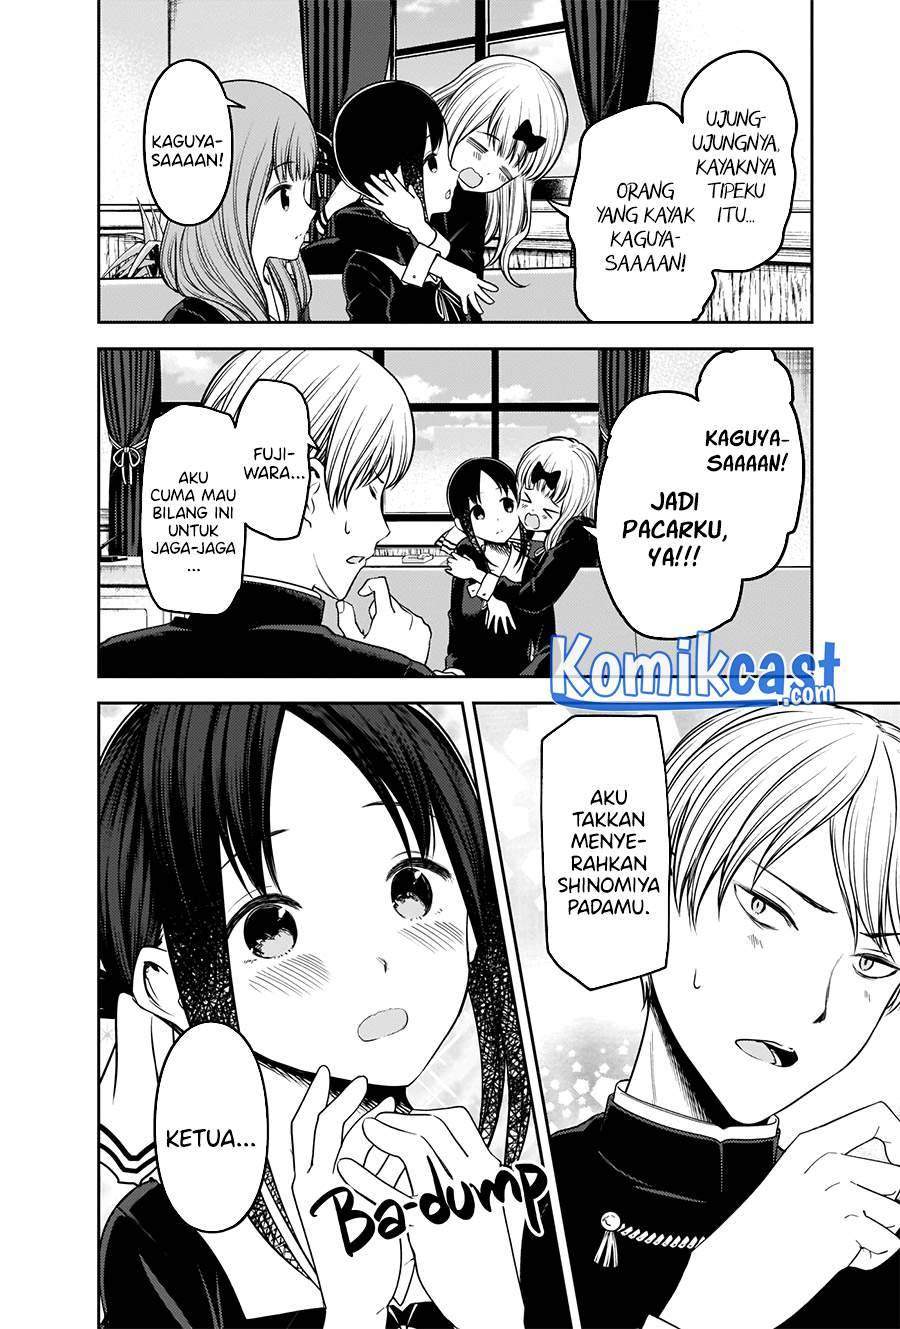 UJUNG-
UJUNGNYA,
KAYAKNYA
TIPEKU
ITU...
ORANG
YANG KAYAK
KAGUYA-
SAAAAN!
KAGUYA-
SAAAAN!
KAGUYA-
SAAAAN!
JADI
PACARKU,
YA!!!
FUJI-
WARA...
AKU
CUMA MAU
BILANG INI
UNTUK
JAGA-JAGA
...
Komikcast
.com
AKU
TAKKAN
MENYE-
RAHKAN
SHINOMIYA
PADAMU.
KETUA...
Ba-dump